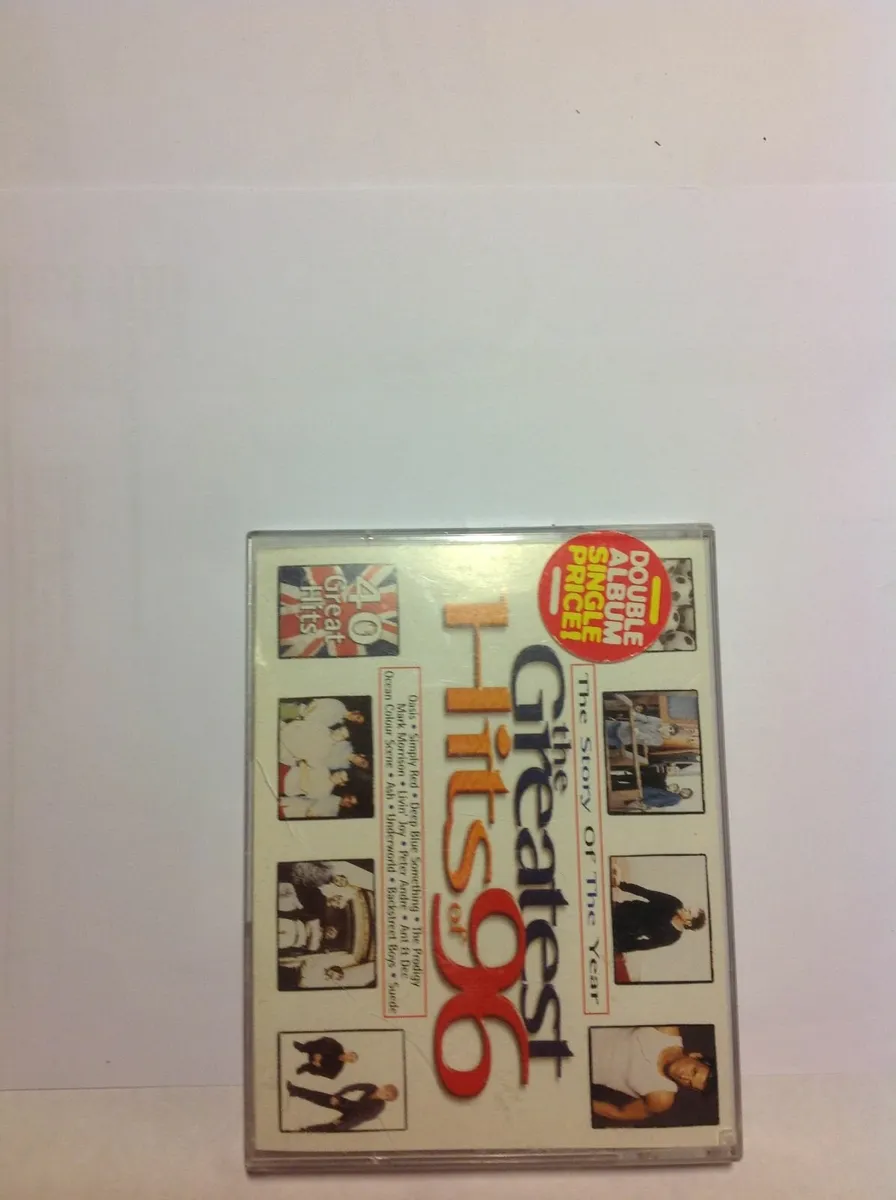 DOUBLE
ALBUM
SINGLE
PRICE!
The Story Of The Year
the
Greatest
Hits of 96
Oasis • Simply Red • Deep Blue Something • The Prodigy
Mark Morrison • Livin' Joy • Peter Andre • Ant & Dec
Ocean Colour Scene • Ash • Underworld • Backstreet Boys • Suede
40
Great
Hits